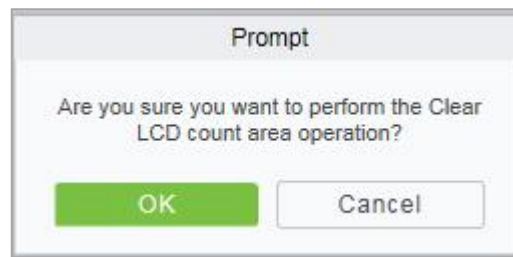 Prompt
Are you sure you want to perform the Clear
LCD count area operation?
OK
Cancel